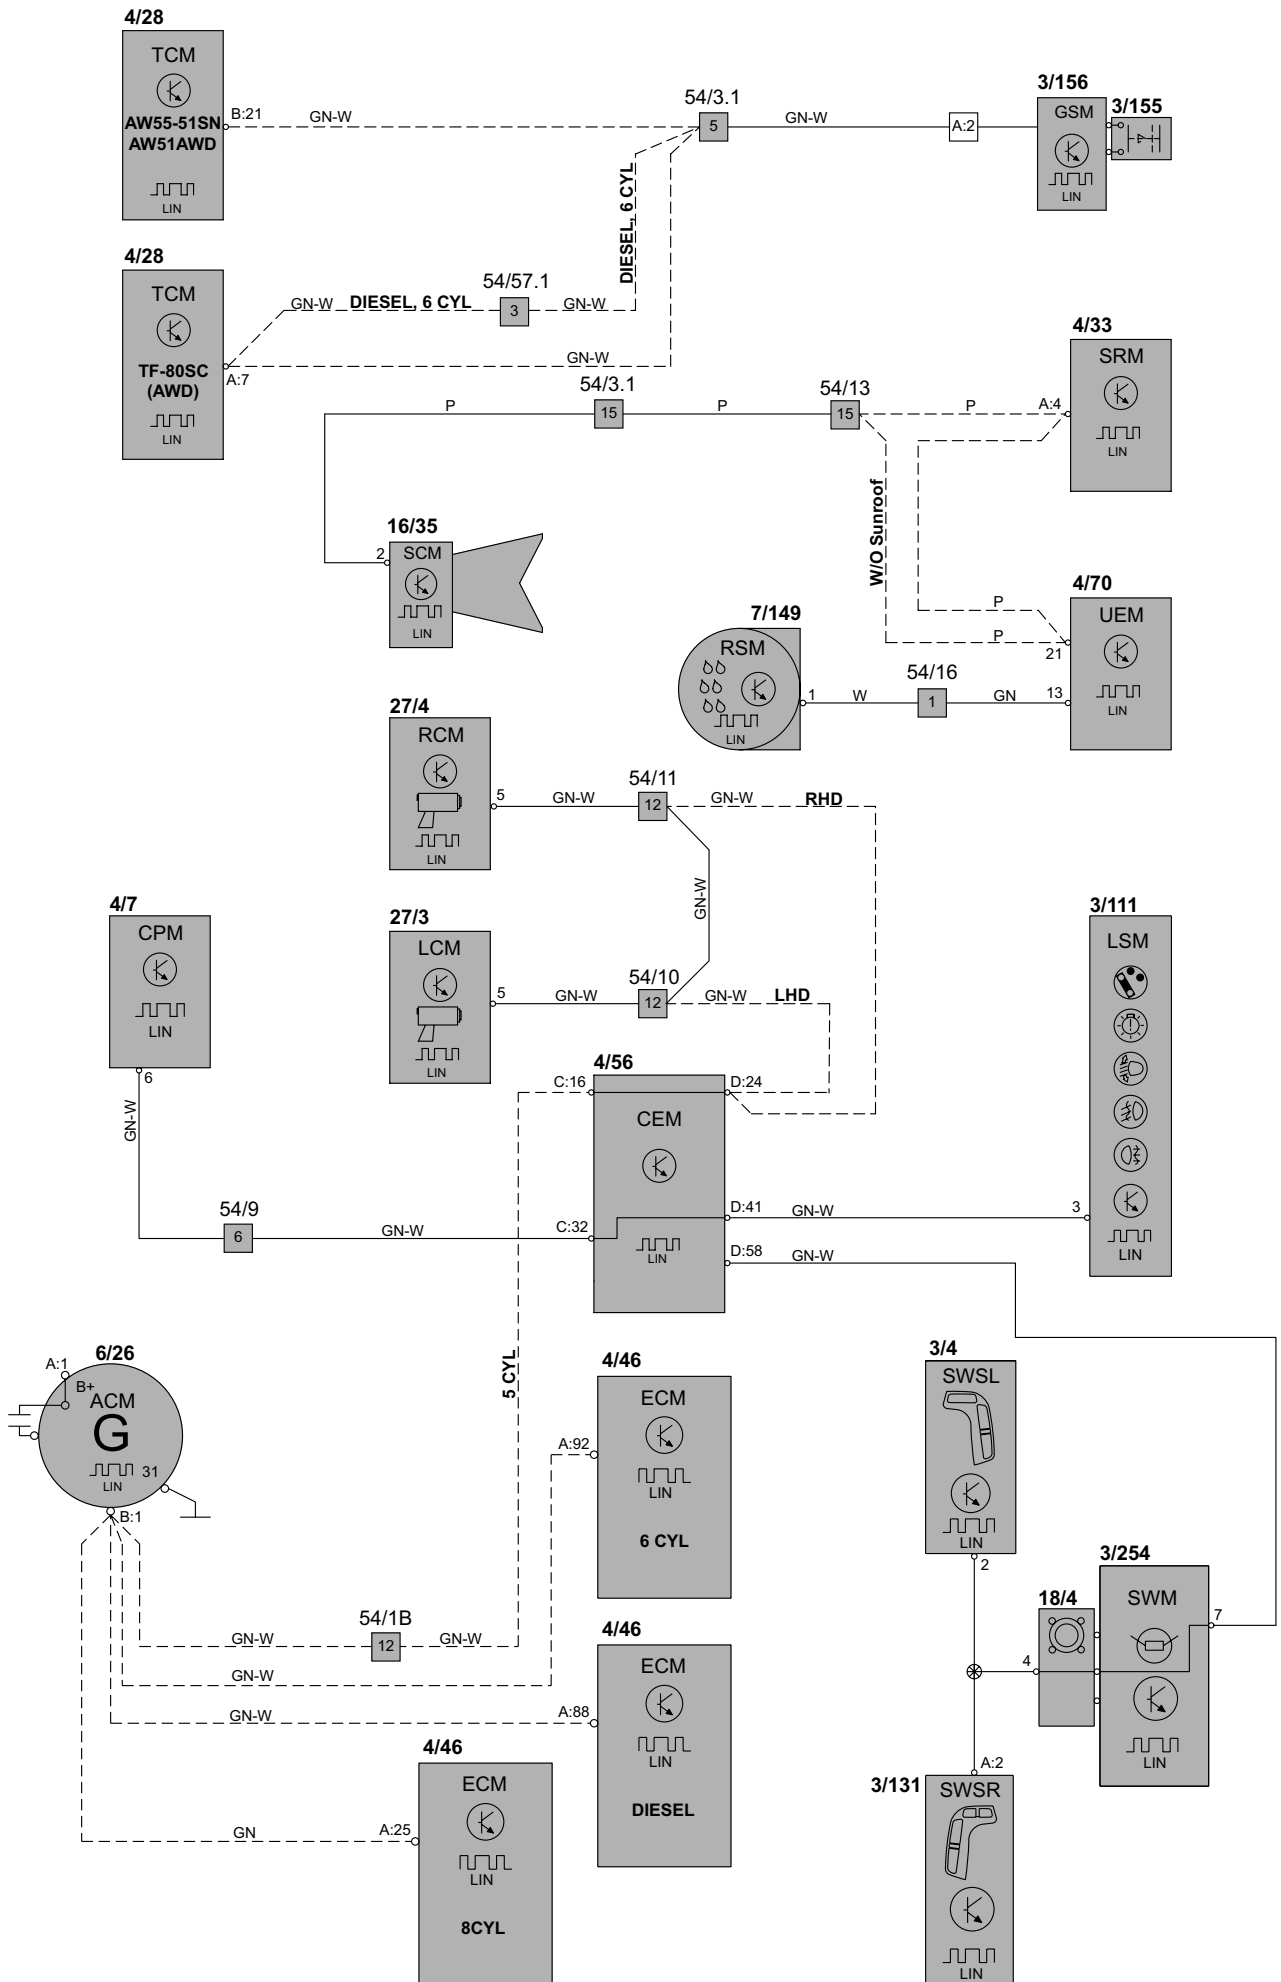 4/28
TCM
AW55-51SN
AW51AWD
LIN
B:21
GN-W
54/3.1
5
GN-W
A:2
3/156
GSM
LIN
3/155
DIESEL, 6 CYL
4/28
TCM
TF-80SC
(AWD)
LIN
A:7
GN-W
DIESEL, 6 CYL
54/57.1
3
GN-W
GN-W
4/33
SRM
LIN
A:4
P
54/3.1
15
P
54/13
15
P
W/O Sunroof
16/35
2
SCM
LIN
4/70
UEM
LIN
P
P
21
13
7/149
RSM
LIN
1
W
54/16
1
GN
27/4
RCM
LIN
5
GN-W
54/11
12
GN-W
RHD
GN-W
4/7
CPM
LIN
6
GN-W
27/3
LCM
LIN
5
GN-W
54/10
12
GN-W
LHD
3/111
LSM
LIN
3
4/56
C:16
D:24
CEM
LIN
D:41
GN-W
C:32
D:58
GN-W
54/9
6
GN-W
5 CYL
6/26
A:1
B+
ACM
G
LIN
31
B:1
4/46
ECM
A:92
LIN
6 CYL
3/4
SWSL
LIN
2
3/254
SWM
LIN
7
18/4
4
54/1B
GN-W
12
GN-W
GN-W
GN-W
A:88
4/46
ECM
LIN
DIESEL
4/46
ECM
LIN
8CYL
GN
A:25
A:2
3/131
SWSR
LIN